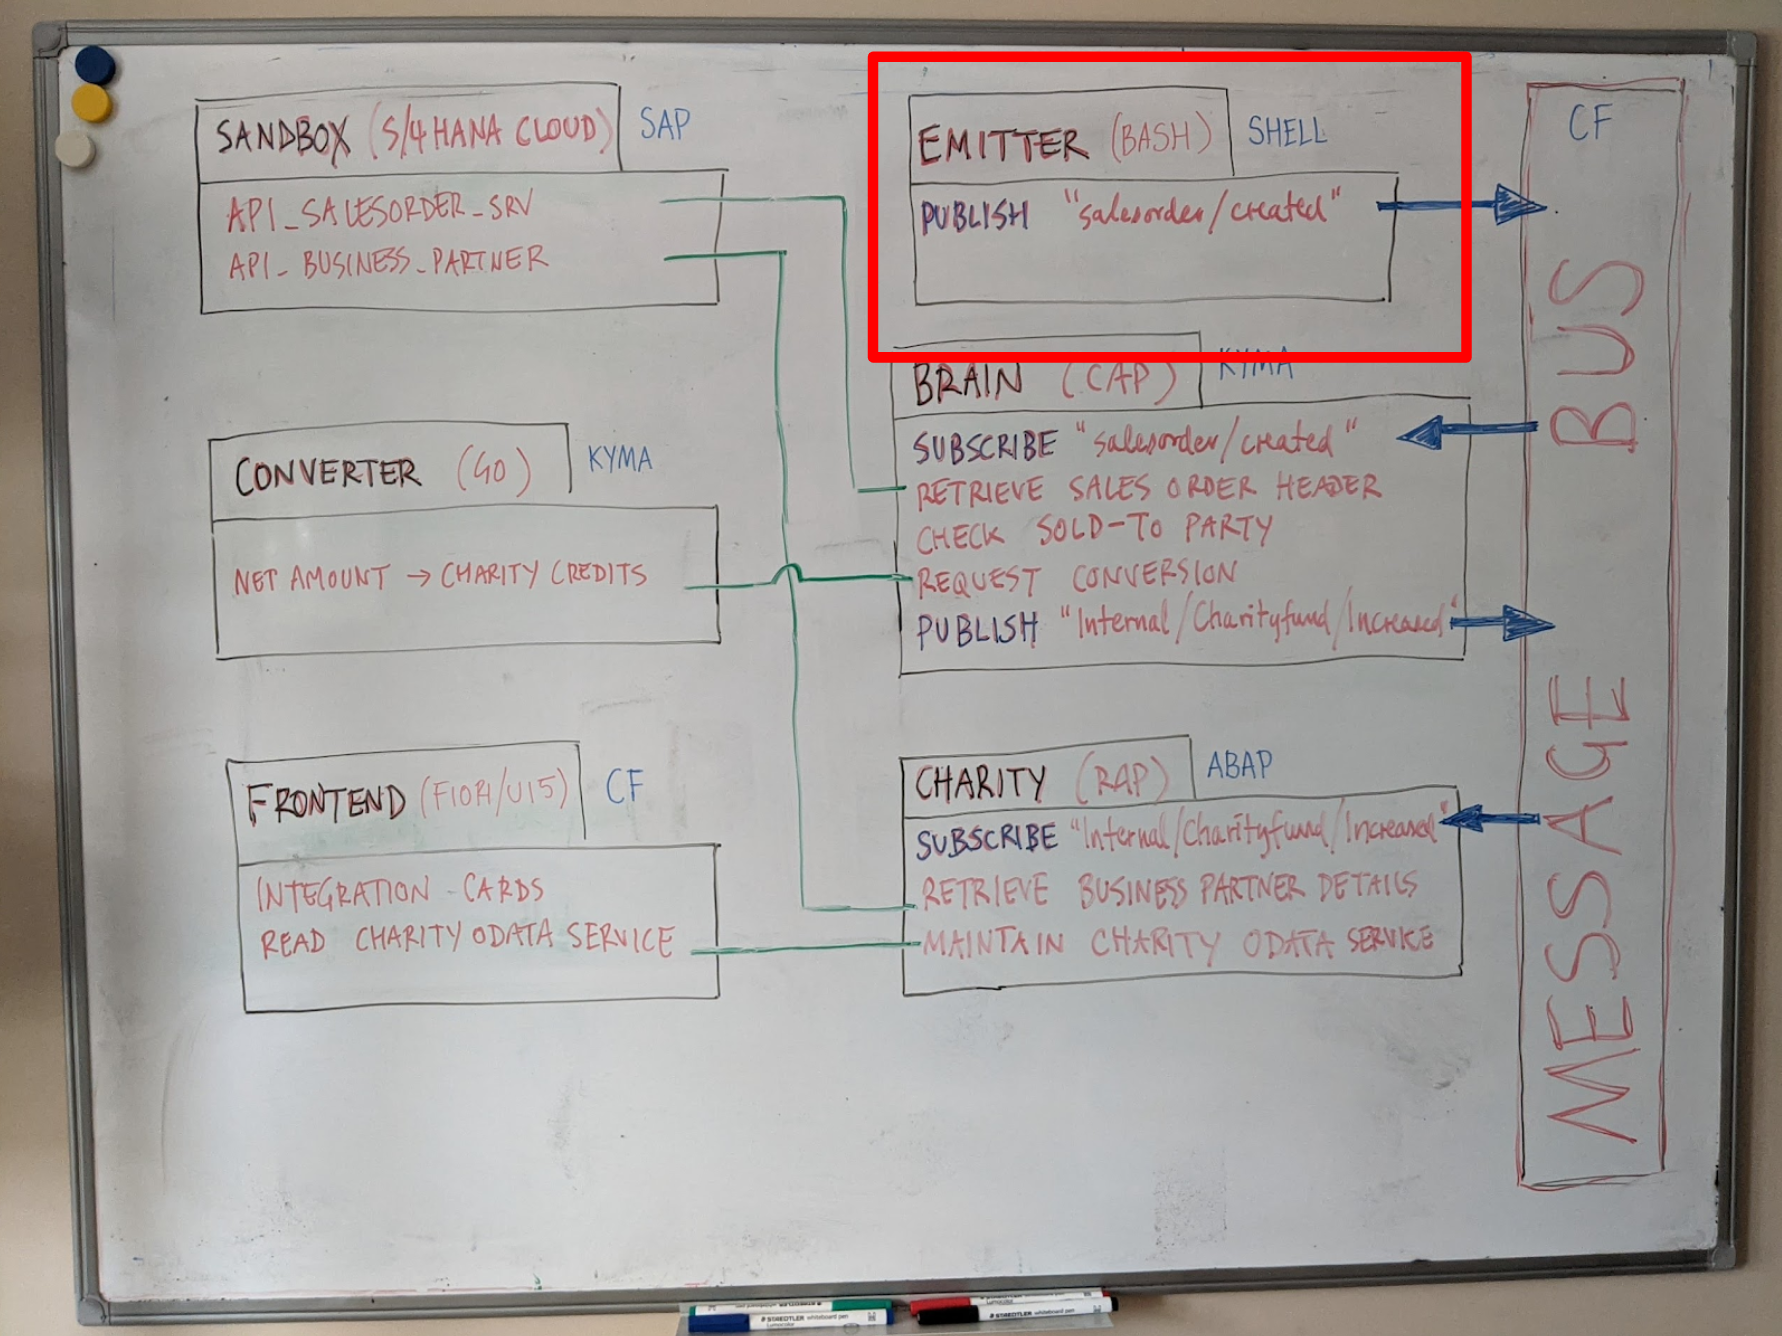 SANDBOX (S/4HANA CLOUD)
SAP
API_SALESORDER_SRV
API_BUSINESS_PARTNER
EMITTER (BASH)
SHELL
PUBLISH "salesorder/created"
CONVERTER (GO)
KYMA
NET AMOUNT → CHARITY CREDITS
BRAIN (CAP)
KYMA
SUBSCRIBE "salesorder/created"
RETRIEVE SALES ORDER HEADER
CHECK SOLD-TO PARTY
REQUEST CONVERSION
PUBLISH "Internal/Charityfund/Increased"
FRONTEND (FIORI/UI5)
CF
INTEGRATION CARDS
READ CHARITY ODATA SERVICE
CHARITY (RAP)
ABAP
SUBSCRIBE "Internal/Charityfund/Increased"
RETRIEVE BUSINESS PARTNER DETAILS
MAINTAIN CHARITY ODATA SERVICE
CF
MESSAGE BUS
STAEDTLER whiteboard pen
Lumocolor
STAEDTLER whiteboard pen